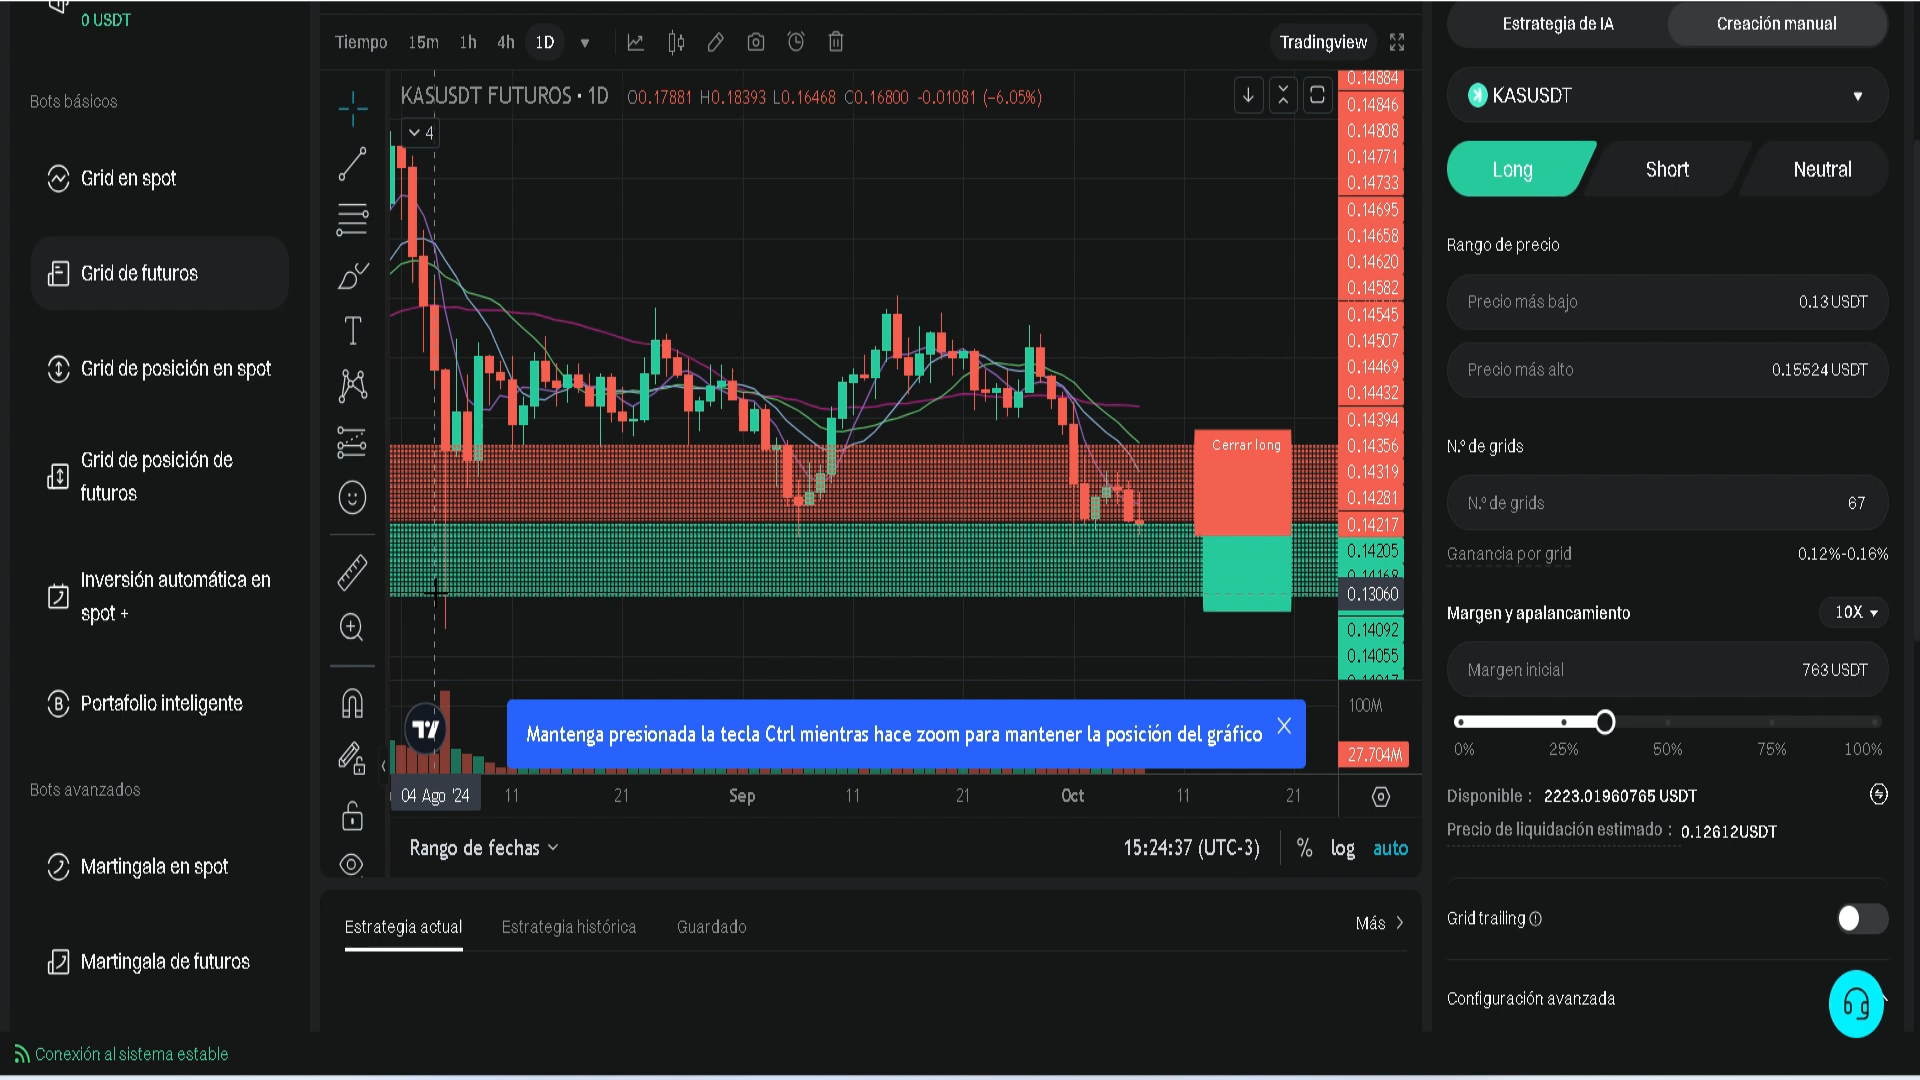 0 USDT
Bots básicos
Grid en spot
Grid de futuros
Grid de posición en spot
Grid de posición de
futuros
Inversión automática en
spot +
Portafolio inteligente
Bots avanzados
Martingala en spot
Martingala de futuros
Conexión al sistema estable
Tiempo 15m 1h 4h 1D
Tradingview
KASUSDT FUTUROS · 1D O0.17881 H0.18393 L0.16468 C0.16800 -0.01081 (-6.05%)
4
Cerrar long
0.14884
0.14846
0.14808
0.14771
0.14733
0.14695
0.14658
0.14620
0.14582
0.14545
0.14507
0.14469
0.14432
0.14394
0.14356
0.14319
0.14281
0.14217
0.14205
0.13060
0.14092
0.14055
100M
27.704M
Mantenga presionada la tecla Ctrl mientras hace zoom para mantener la posición del gráfico
04 Ago '24 11 21 Sep 11 21 Oct 11 21
Rango de fechas
15:24:37 (UTC-3) % log auto
Estrategia actual Estrategia histórica Guardado
Más
Estrategia de IA Creación manual
KASUSDT
Long Short Neutral
Rango de precio
Precio más bajo 0.13 USDT
Precio más alto 0.15524 USDT
N.º de grids
N.º de grids 67
Ganancia por grid 0.12%-0.16%
Margen y apalancamiento 10X
Margen inicial 763 USDT
0% 25% 50% 75% 100%
Disponible : 2223.01960765 USDT
Precio de liquidación estimado : 0.12612USDT
Grid trailing
Configuración avanzada